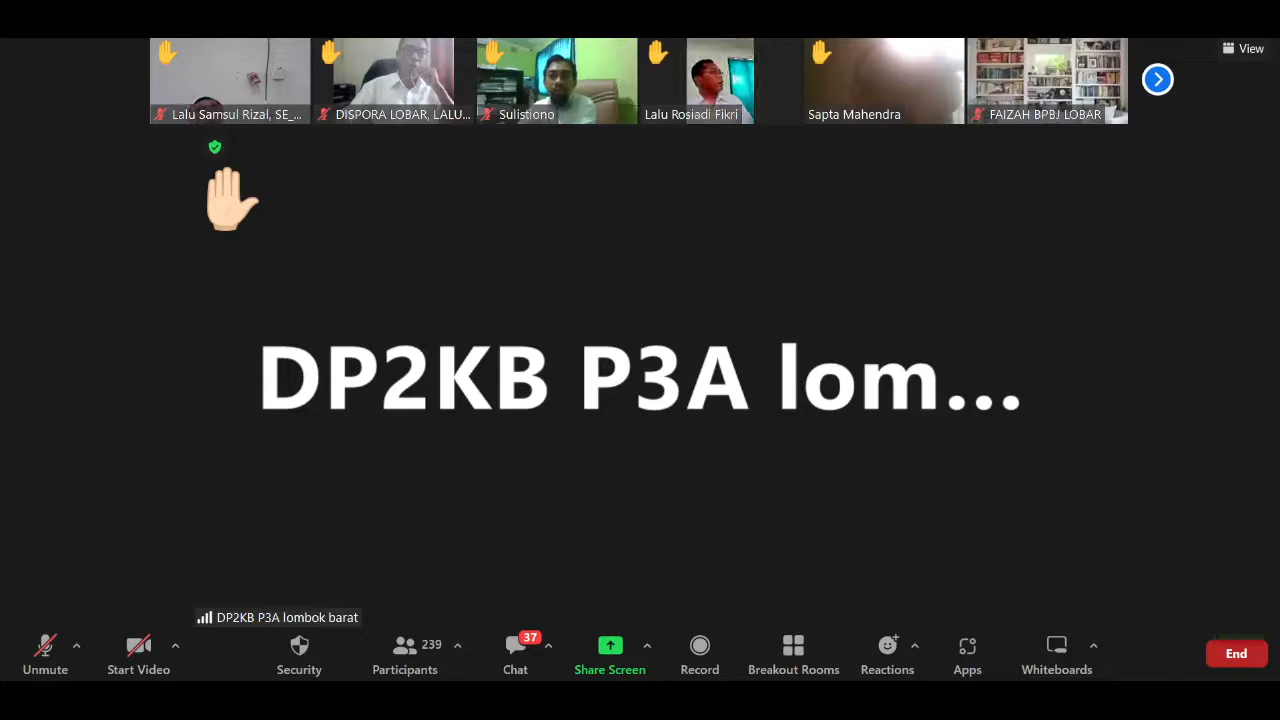 View
Lalu Samsul Rizal, SE_...
DISPORA LOBAR, LALU...
Sulistiono
Lalu Rosiadi Fikri
Sapta Mahendra
FAIZAH BPBJ LOBAR
DP2KB P3A lom...
DP2KB P3A lombok barat
Unmute
Start Video
Security
239
Participants
37
Chat
Share Screen
Record
Breakout Rooms
Reactions
Apps
Whiteboards
End